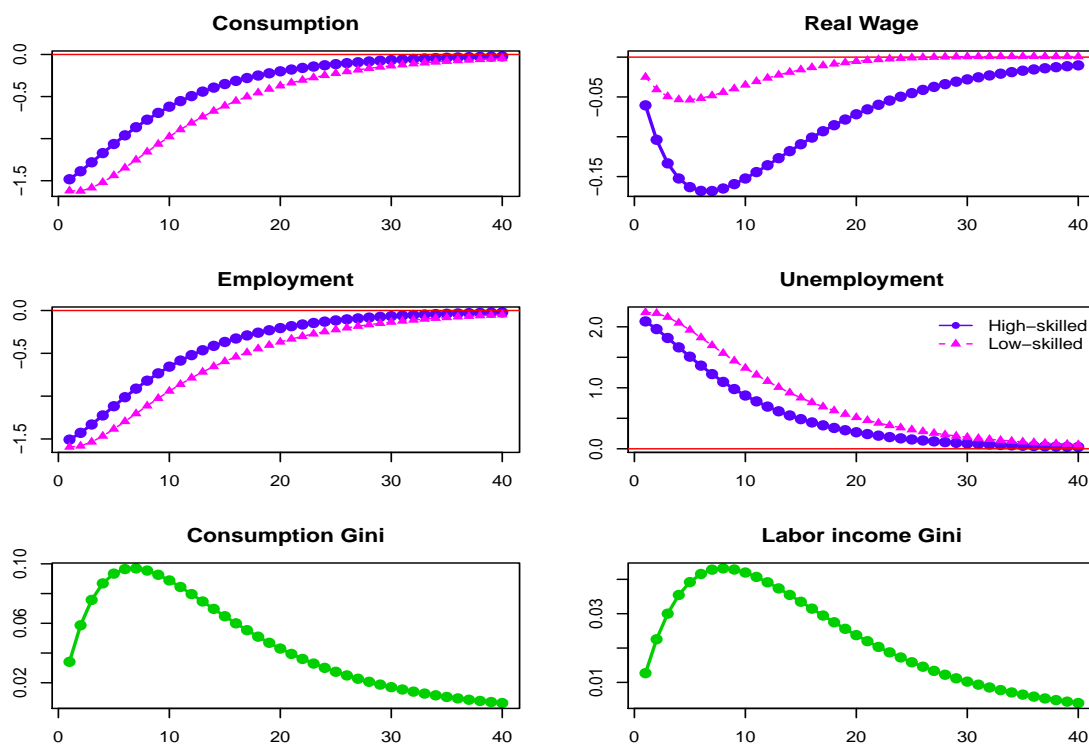 Consumption
0.0
−0.5
−1.5
0 10 20 30 40
Real Wage
−0.05
−0.15
0 10 20 30 40
Employment
0.0
−0.5
−1.5
0 10 20 30 40
Unemployment
2.0
1.0
0.0
High−skilled
Low−skilled
0 10 20 30 40
Consumption Gini
0.10
0.06
0.02
0 10 20 30 40
Labor income Gini
0.03
0.01
0 10 20 30 40